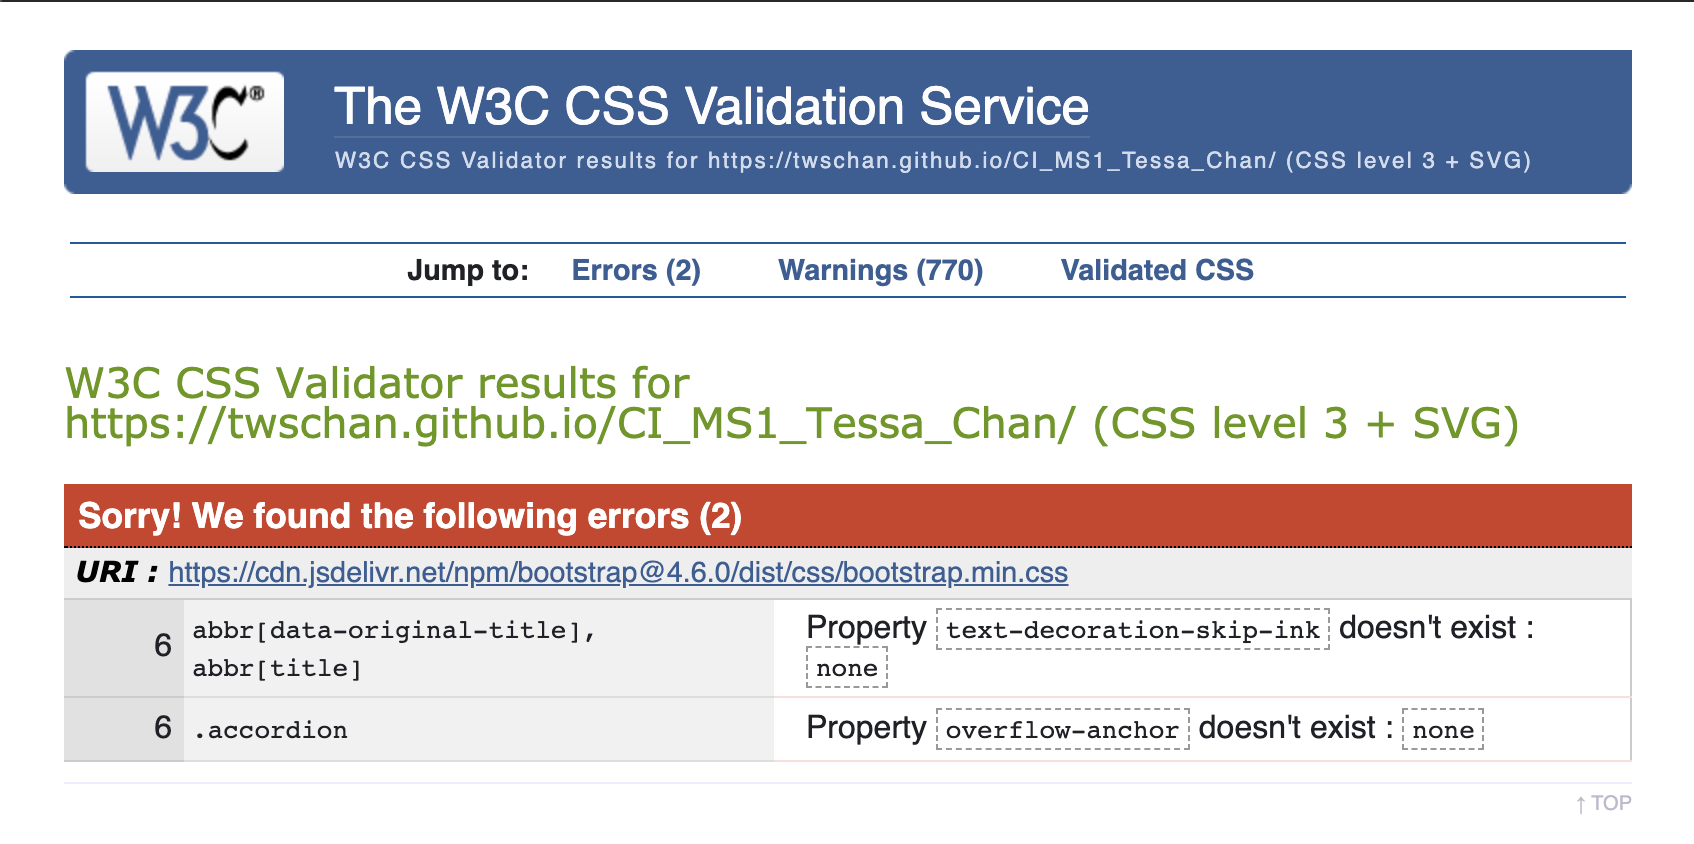 W3C®
The W3C CSS Validation Service
W3C CSS Validator results for https://twschan.github.io/CI_MS1_Tessa_Chan/ (CSS level 3 + SVG)
Jump to: Errors (2) Warnings (770) Validated CSS
W3C CSS Validator results for
https://twschan.github.io/CI_MS1_Tessa_Chan/ (CSS level 3 + SVG)
Sorry! We found the following errors (2)
URI : https://cdn.jsdelivr.net/npm/bootstrap@4.6.0/dist/css/bootstrap.min.css
6 abbr[data-original-title], Property text-decoration-skip-ink doesn't exist :
abbr[title] none
6 .accordion Property overflow-anchor doesn't exist : none
↑ TOP